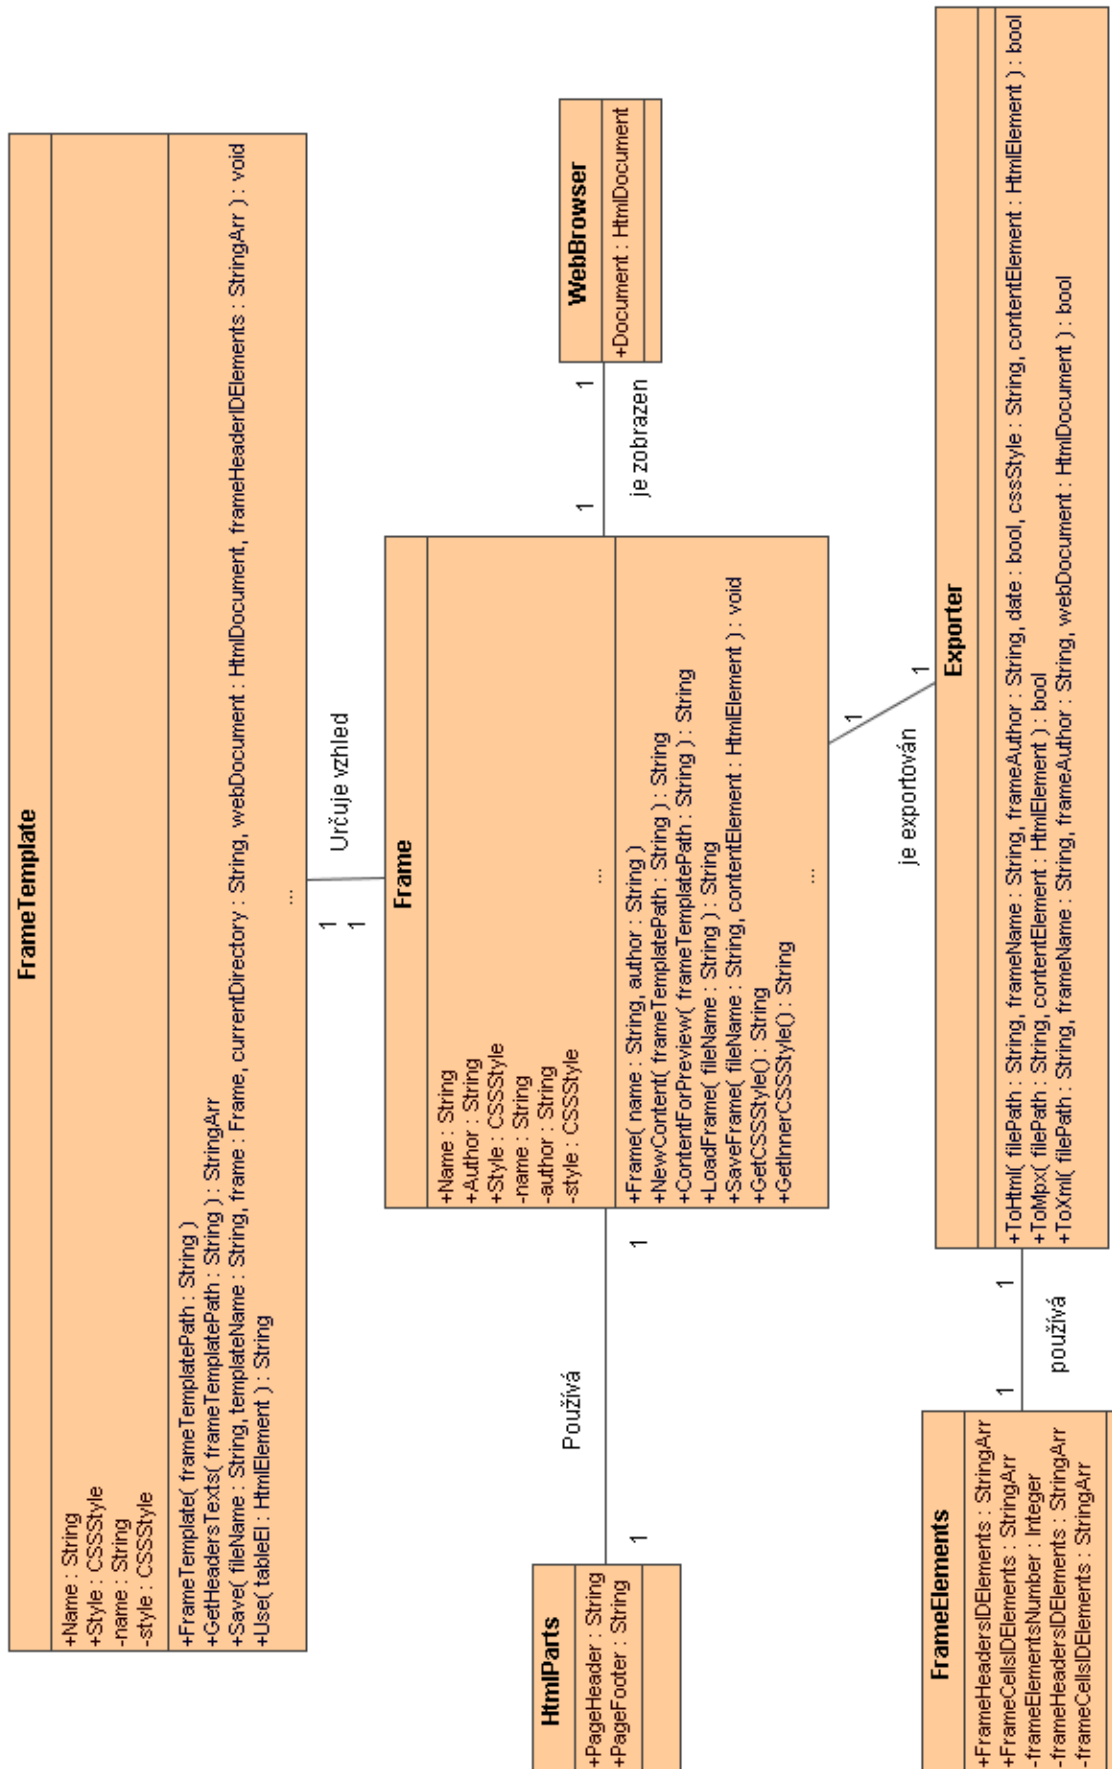 FrameTemplate
+Name : String
+Style : CSSStyle
-name : String
-style : CSSStyle
+FrameTemplate( frameTemplatePath : String )
+GetHeadersTexts( frameTemplatePath : String ) : StringArr
+Save( fileName : String, templateName : String, frame : Frame, currentDirectory : String, webDocument : HtmlDocument, frameHeaderIDElements : StringArr ) : void
+Use( tableEl : HtmlElement ) : String
...
1
Určuje vzhled
1
HtmlParts
+PageHeader : String
+PageFooter : String
1
Používá
1
Frame
+Name : String
+Author : String
+Style : CSSStyle
-name : String
-author : String
-style : CSSStyle
...
+Frame( name : String, author : String )
+NewContent( frameTemplatePath : String ) : String
+ContentForPreview( frameTemplatePath : String ) : String
+LoadFrame( fileName : String ) : String
+SaveFrame( fileName : String, contentElement : HtmlElement ) : void
+GetCSSStyle() : String
+GetInnerCSSStyle() : String
...
1
je zobrazen
1
WebBrowser
+Document : HtmlDocument
1
je exportován
1
FrameElements
+FrameHeadersIDElements : StringArr
+FrameCellsIDElements : StringArr
-frameElementsNumber : Integer
-frameHeadersIDElements : StringArr
-frameCellsIDElements : StringArr
1
používá
1
Exporter
+ToHtml( filePath : String, frameName : String, frameAuthor : String, date : bool, cssStyle : String, contentElement : HtmlElement ) : bool
+ToMpx( filePath : String, contentElement : HtmlElement ) : bool
+ToXml( filePath : String, frameName : String, frameAuthor : String, webDocument : HtmlDocument ) : bool